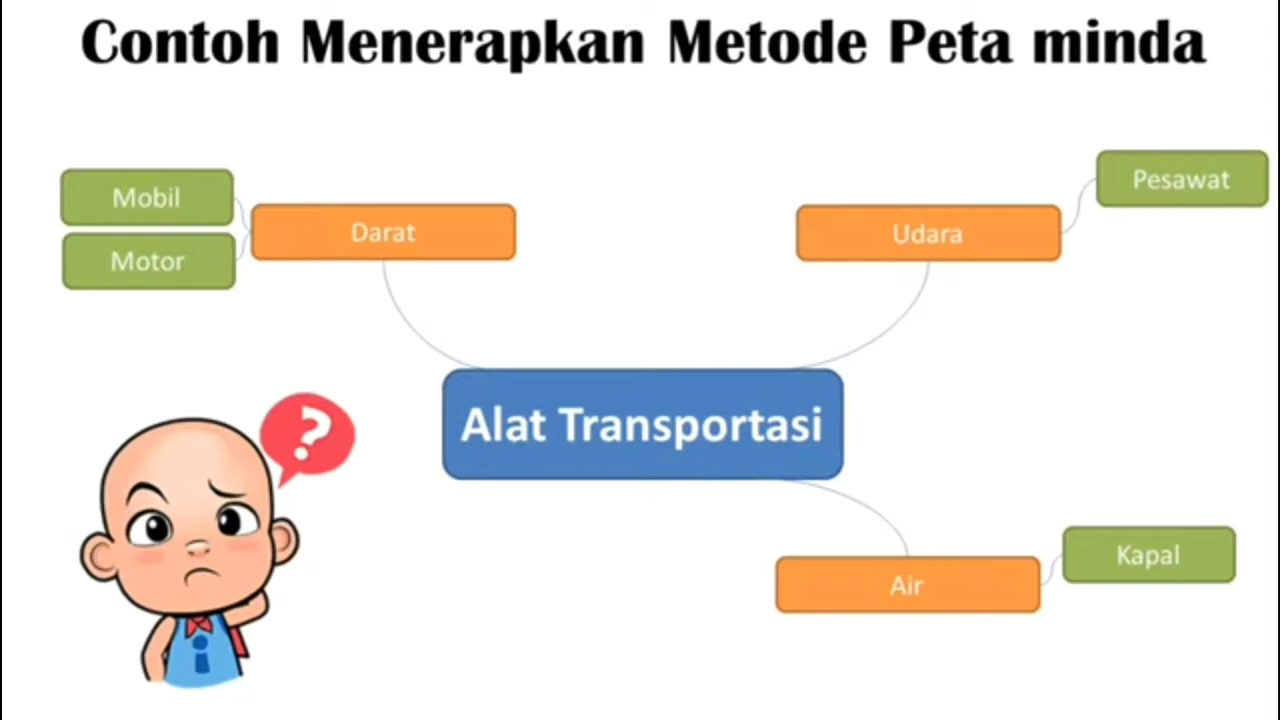 Contoh Menerapkan Metode Peta minda
Mobil
Motor
Darat
Udara
Pesawat
?
Alat Transportasi
Air
Kapal
i